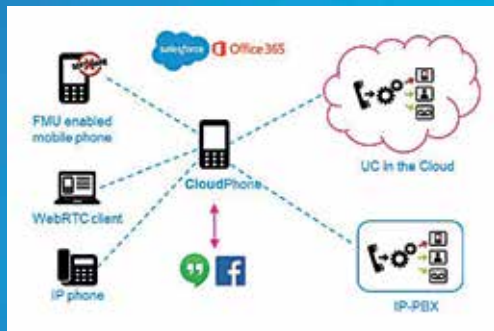 salesforce Office 365
FMU enabled
mobile phone
CloudPhone
UC in the Cloud
WebRTC client
IP phone
IP-PBX